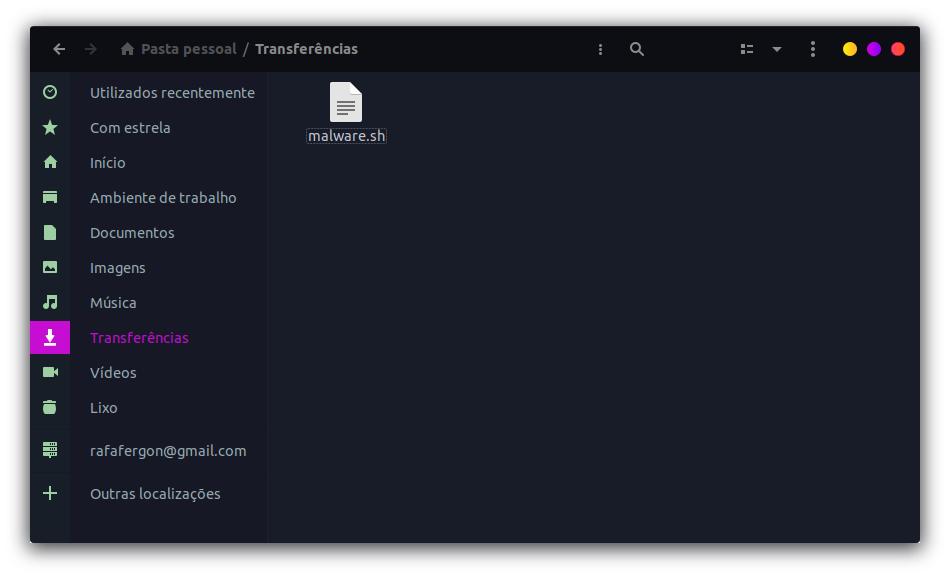 Pasta pessoal / Transferências
Utilizados recentemente
malware.sh
Com estrela
Início
Ambiente de trabalho
Documentos
Imagens
Música
Transferências
Vídeos
Lixo
rafafergon@gmail.com
Outras localizações